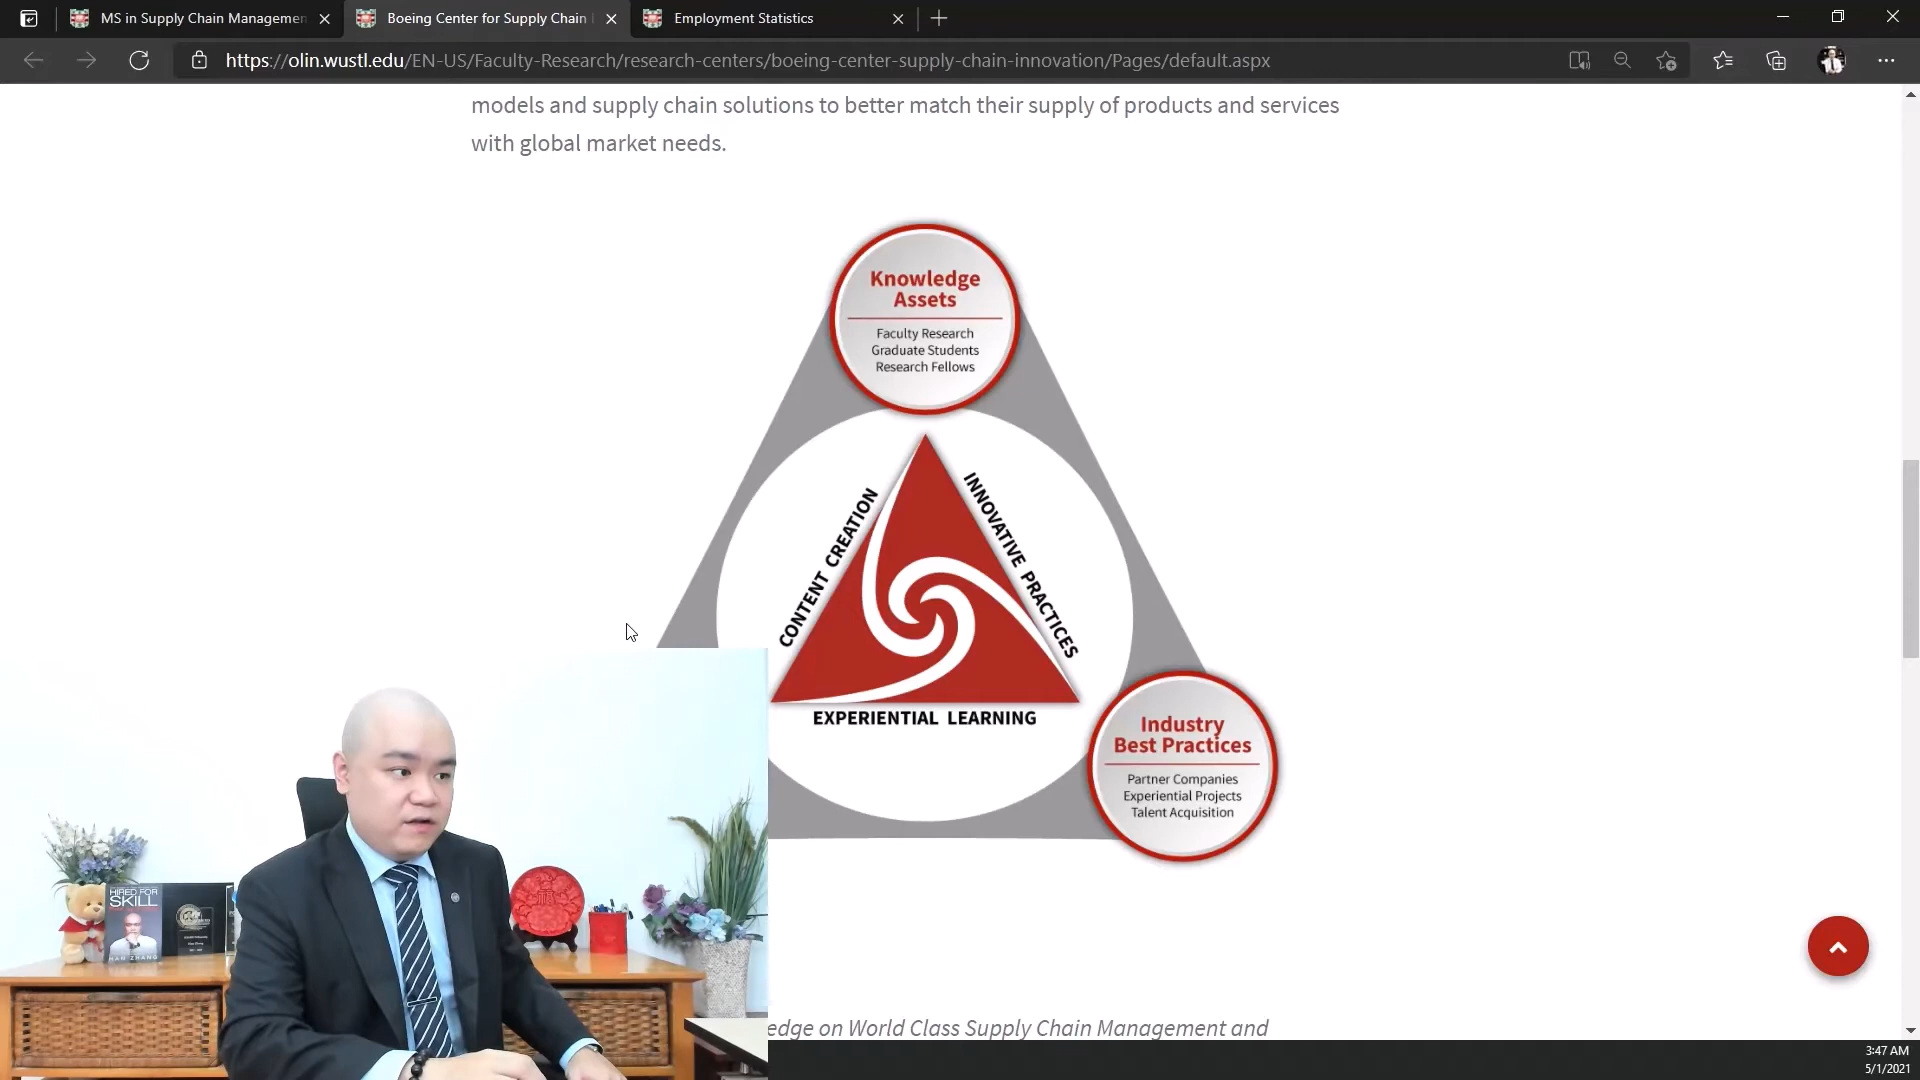 MS in Supply Chain Managemen
Boeing Center for Supply Chain
Employment Statistics
https://olin.wustl.edu/EN-US/Faculty-Research/research-centers/boeing-center-supply-chain-innovation/Pages/default.aspx
models and supply chain solutions to better match their supply of products and services
with global market needs.
Knowledge
Assets
Faculty Research
Graduate Students
Research Fellows
CONTENT CREATION
INNOVATIVE PRACTICES
EXPERIENTIAL LEARNING
Industry
Best Practices
Partner Companies
Experiential Projects
Talent Acquisition
HIRED FOR
SKILL
HAN ZHANG
edge on World Class Supply Chain Management and
3:47 AM
5/1/2021